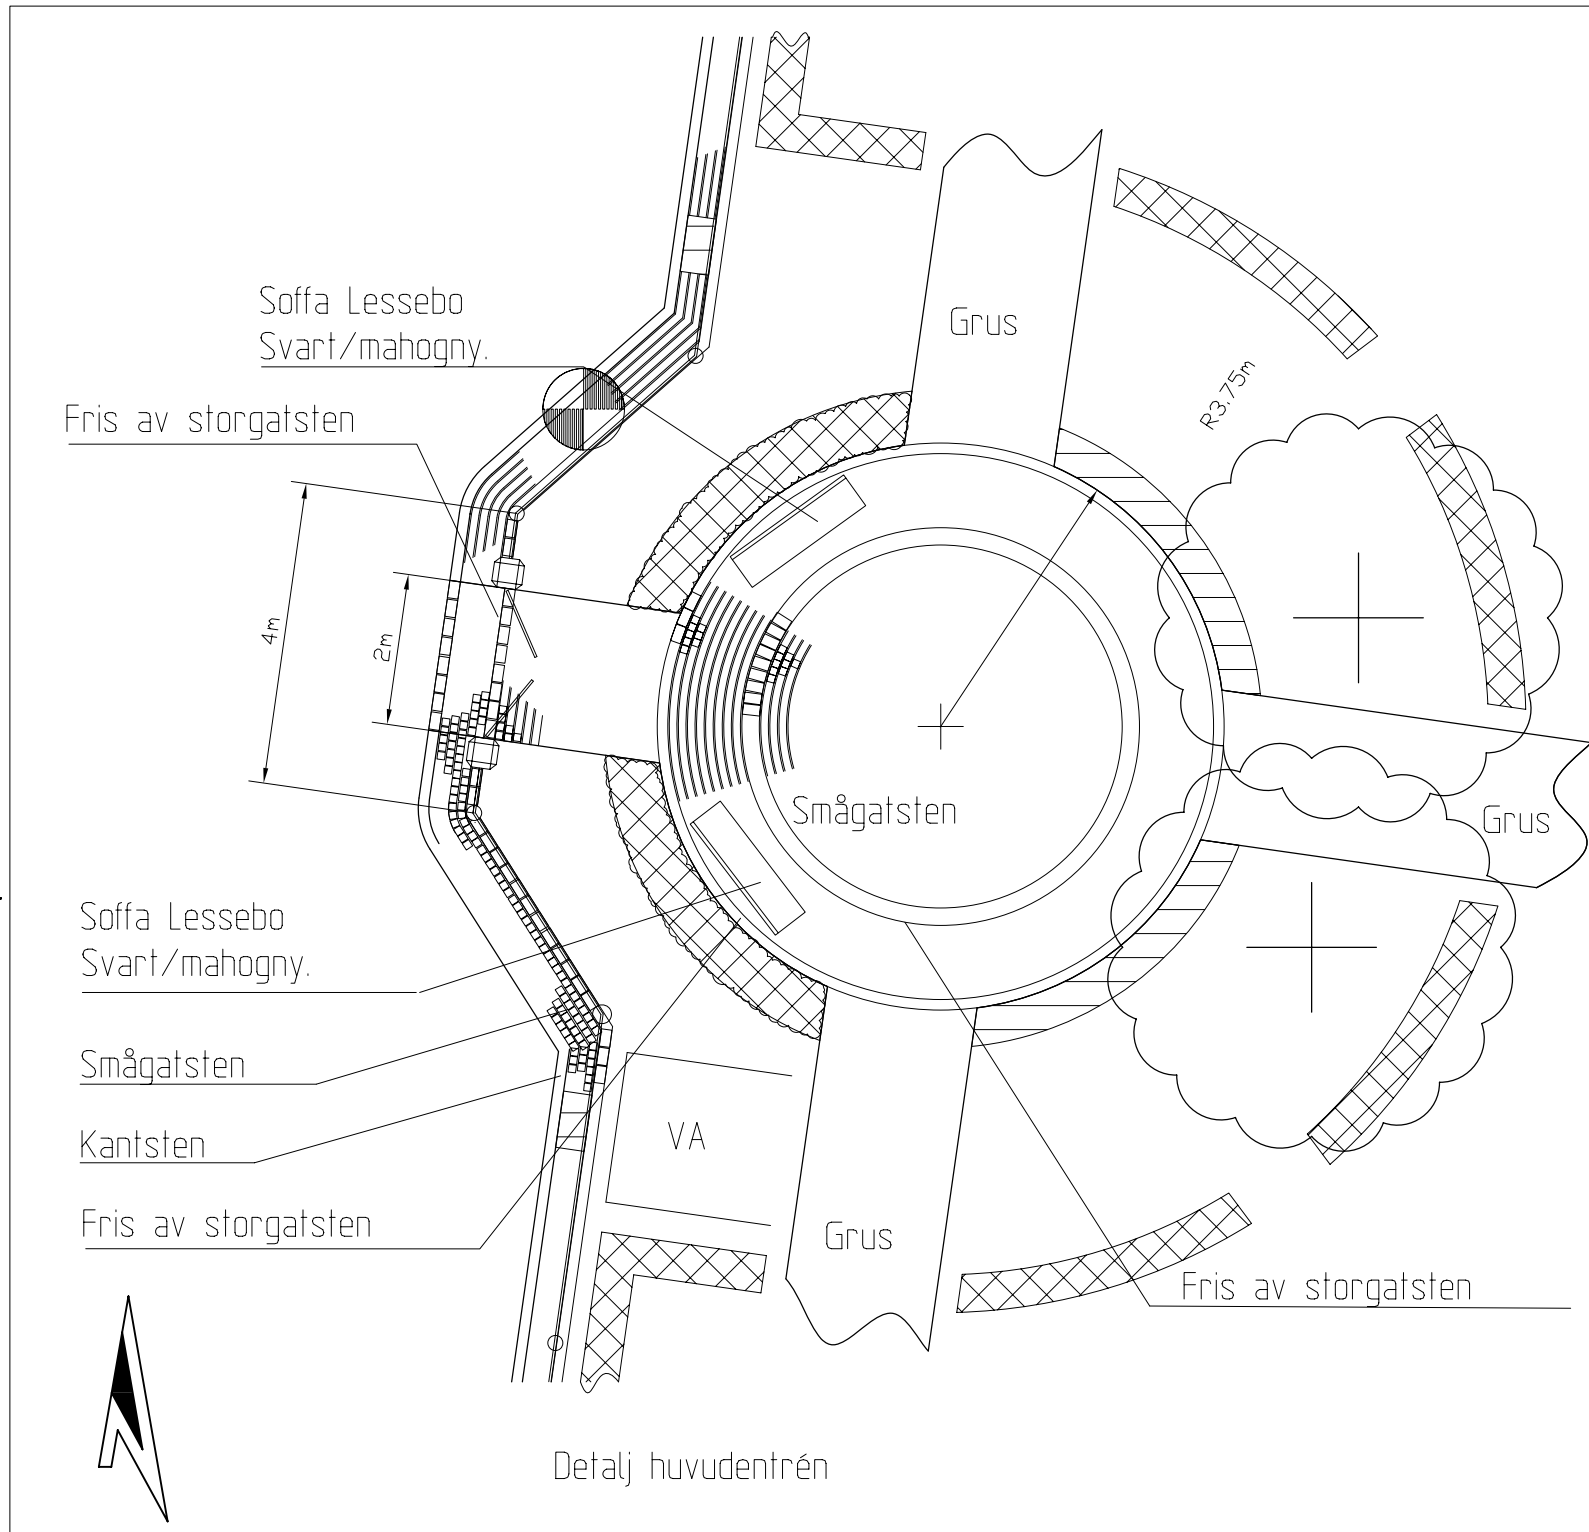 Soffa Lessebo
Svart/mahogny.
Grus
Fris av storgatsten
R3.75m
4m
2m
Smågatsten
Grus
Soffa Lessebo
Svart/mahogny.
Smågatsten
Kantsten
VA
Fris av storgatsten
Grus
Fris av storgatsten
Detalj huvudentrén